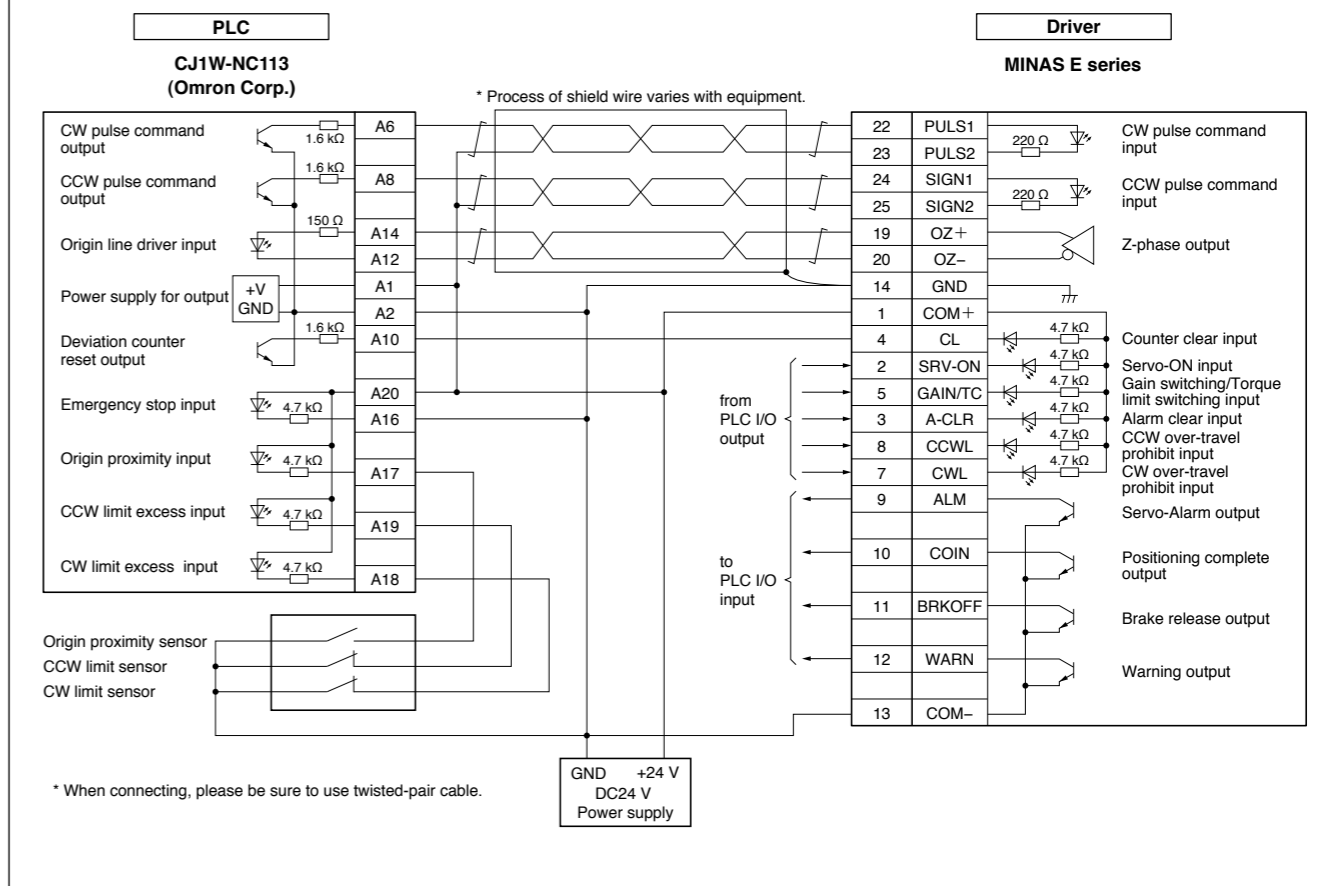 PLC
CJ1W-NC113
(Omron Corp.)
Driver
MINAS E series
* Process of shield wire varies with equipment.
CW pulse command
output
1.6 kΩ
A6
CCW pulse command
output
1.6 kΩ
A8
Origin line driver input
150 Ω
A14
A12
Power supply for output
+V
GND
A1
A2
Deviation counter
reset output
1.6 kΩ
A10
Emergency stop input
4.7 kΩ
A20
A16
Origin proximity input
4.7 kΩ
A17
CCW limit excess input
4.7 kΩ
A19
CW limit excess input
4.7 kΩ
A18
Origin proximity sensor
CCW limit sensor
CW limit sensor
from
PLC I/O
output
to
PLC I/O
input
22 PULS1
23 PULS2
220 Ω
CW pulse command
input
24 SIGN1
25 SIGN2
220 Ω
CCW pulse command
input
19 OZ+
20 OZ−
Z-phase output
14 GND
1 COM+
4 CL 4.7 kΩ Counter clear input
2 SRV-ON 4.7 kΩ Servo-ON input
5 GAIN/TC 4.7 kΩ Gain switching/Torque
limit switching input
3 A-CLR 4.7 kΩ Alarm clear input
8 CCWL 4.7 kΩ CCW over-travel
prohibit input
7 CWL 4.7 kΩ CW over-travel
prohibit input
9 ALM Servo-Alarm output
10 COIN Positioning complete
output
11 BRKOFF Brake release output
12 WARN Warning output
13 COM−
GND +24 V
DC24 V
Power supply
* When connecting, please be sure to use twisted-pair cable.